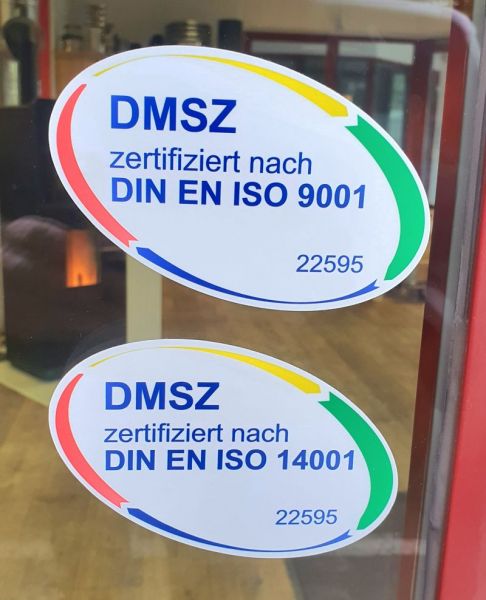 DMSZ
zertifiziert nach
DIN EN ISO 9001
22595
DMSZ
zertifiziert nach
DIN EN ISO 14001
22595